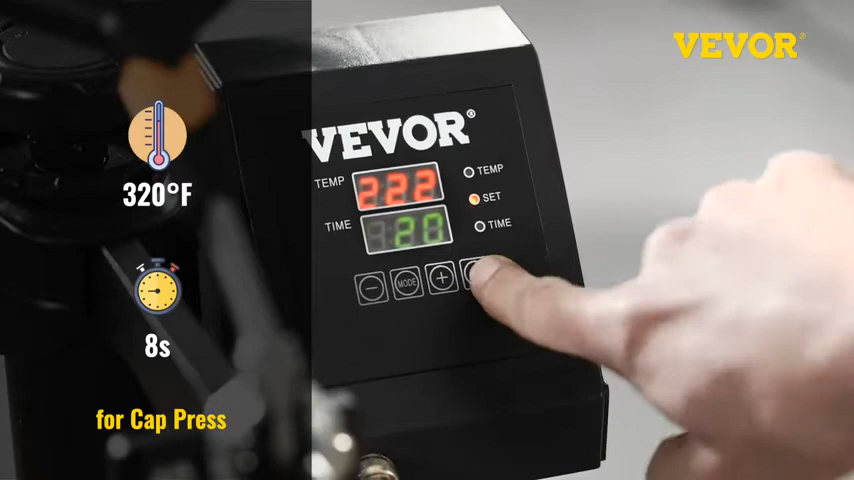 VEVOR®
320°F
8s
for Cap Press
VEVOR®
TEMP 222
TIME 20
TEMP
SET
TIME
− MODE +